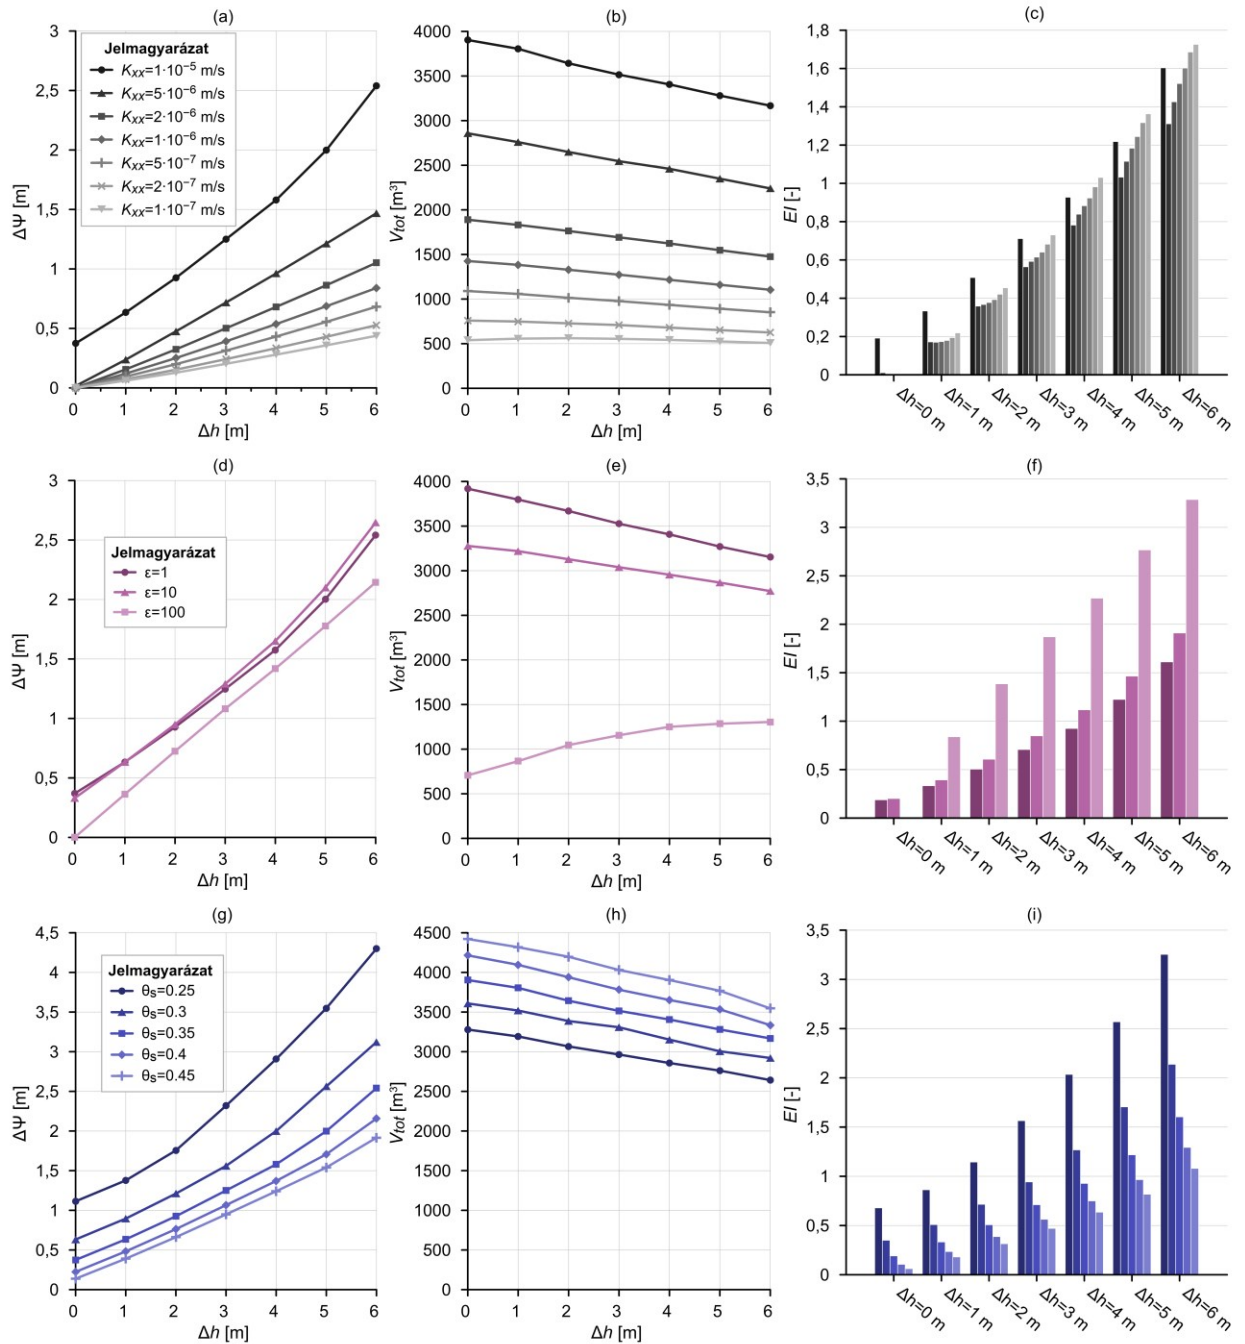 (a)
Jelmagyarázat
Kxx=1·10⁻⁵ m/s
Kxx=5·10⁻⁶ m/s
Kxx=2·10⁻⁶ m/s
Kxx=1·10⁻⁶ m/s
Kxx=5·10⁻⁷ m/s
Kxx=2·10⁻⁷ m/s
Kxx=1·10⁻⁷ m/s
3
2,5
2
1,5
1
0,5
0
ΔΨ [m]
0 1 2 3 4 5 6
Δh [m]
(b)
4000
3500
3000
2500
2000
1500
1000
500
0
Vtot [m³]
0 1 2 3 4 5 6
Δh [m]
(c)
1,8
1,6
1,4
1,2
1
0,8
0,6
0,4
0,2
0
EI [-]
Δh=0 m
Δh=1 m
Δh=2 m
Δh=3 m
Δh=4 m
Δh=5 m
Δh=6 m
(d)
Jelmagyarázat
ε=1
ε=10
ε=100
3
2,5
2
1,5
1
0,5
0
ΔΨ [m]
0 1 2 3 4 5 6
Δh [m]
(e)
4000
3500
3000
2500
2000
1500
1000
500
0
Vtot [m³]
0 1 2 3 4 5 6
Δh [m]
(f)
3,5
3
3,5
2
1,5
1
0,5
0
EI [-]
Δh=0 m
Δh=1 m
Δh=2 m
Δh=3 m
Δh=4 m
Δh=5 m
Δh=6 m
(g)
Jelmagyarázat
θs=0.25
θs=0.3
θs=0.35
θs=0.4
θs=0.45
4,5
4
3,5
3
2,5
2
1,5
1
0,5
0
ΔΨ [m]
0 1 2 3 4 5 6
Δh [m]
(h)
4500
4000
3500
3000
2500
2000
1500
1000
500
0
Vtot [m³]
0 1 2 3 4 5 6
Δh [m]
(i)
3,5
3
2,5
2
1,5
1
0,5
0
EI [-]
Δh=0 m
Δh=1 m
Δh=2 m
Δh=3 m
Δh=4 m
Δh=5 m
Δh=6 m